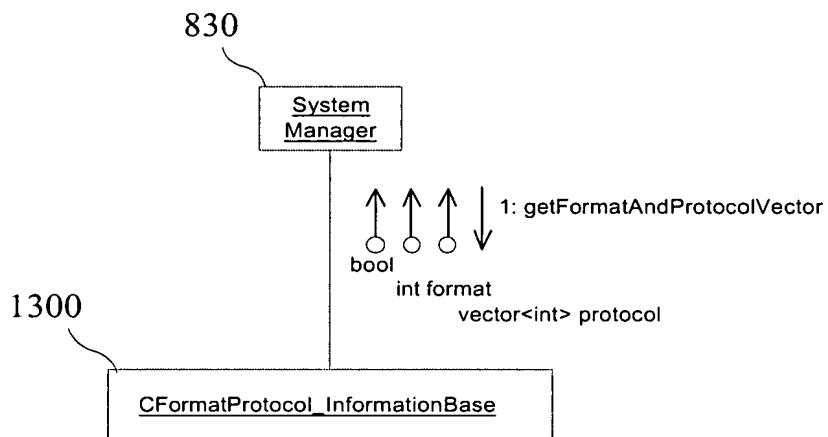 830
System
Manager
1: getFormatAndProtocolVector
bool
int format
vector<int> protocol
1300
CFormatProtocol_InformationBase